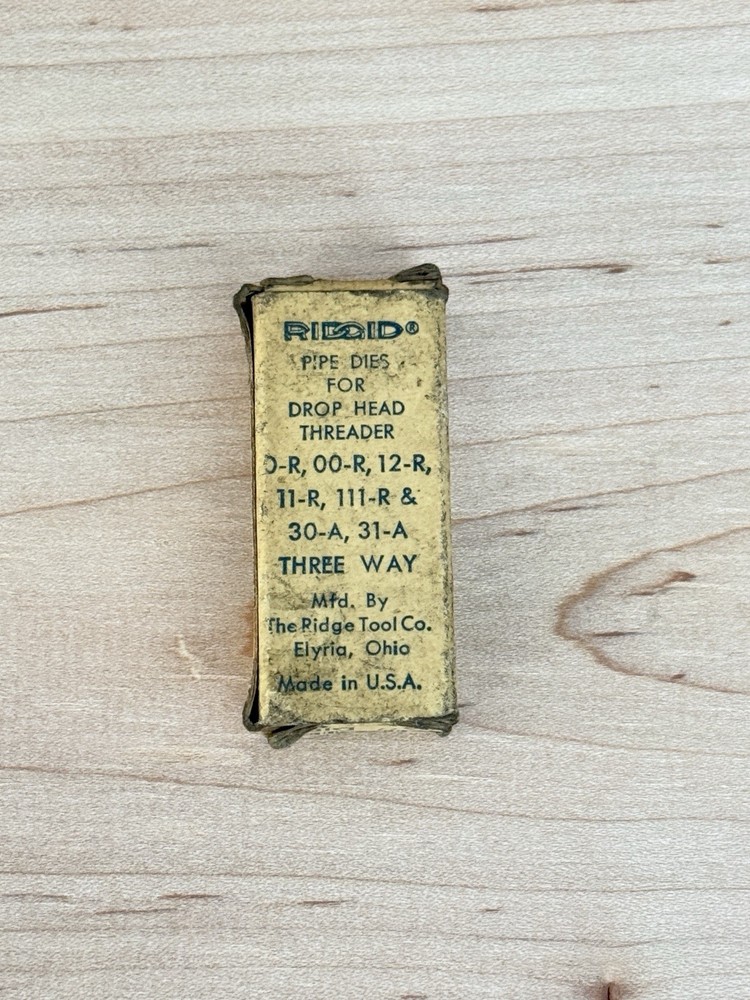 RIDGID®
PIPE DIES
FOR
DROP HEAD
THREADER
0-R, 00-R, 12-R,
11-R, 111-R &
30-A, 31-A
THREE WAY
Mfd. By
The Ridge Tool Co.
Elyria, Ohio
Made in U.S.A.